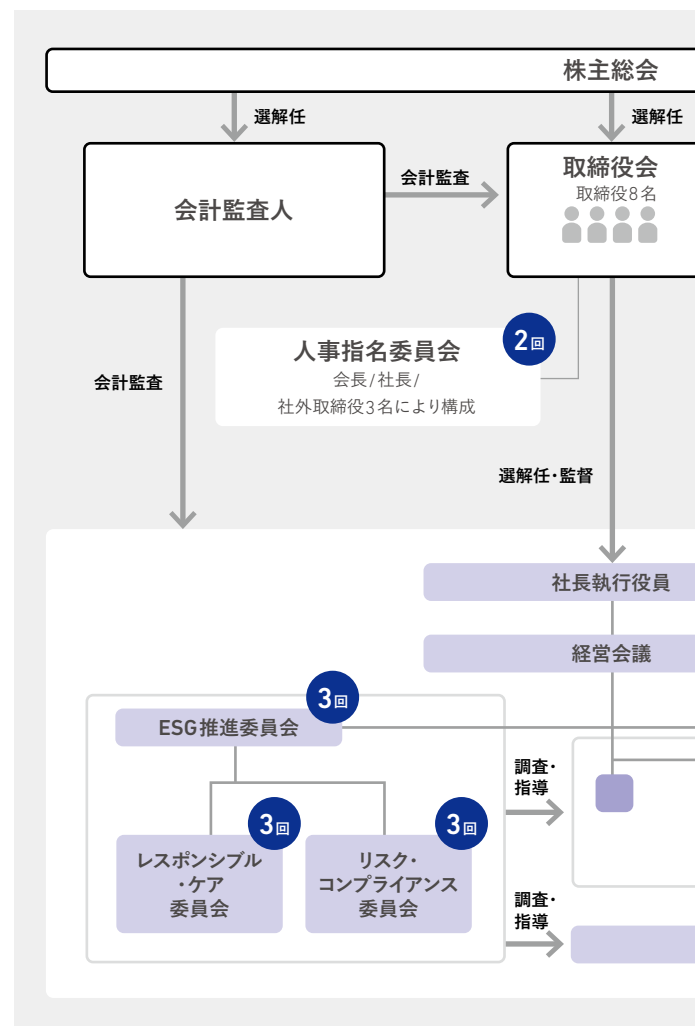 株主総会
選解任
選解任
会計監査人
会計監査
取締役会
取締役8名
人事指名委員会
会長/社長/
社外取締役3名により構成
2回
会計監査
選解任・監督
社長執行役員
経営会議
3回
ESG推進委員会
調査・
指導
3回
3回
レスポンシブル
・ケア
委員会
リスク・
コンプライアンス
委員会
調査・
指導